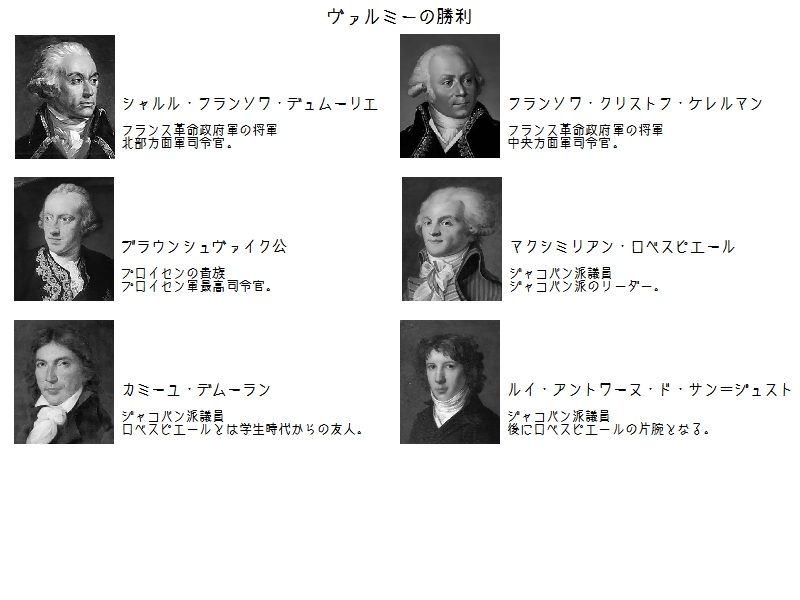 ヴァルミーの勝利
シャルル・フランソワ・デュムーリエ
フランス革命政府軍の将軍
北部方面軍司令官。
フランソワ・クリストフ・ケレルマン
フランス革命政府軍の将軍
中央方面軍司令官。
ブラウンシュヴァイク公
プロイセンの貴族
プロイセン軍最高司令官。
マクシミリアン・ロベスピエール
ジャコバン派議員
ジャコバン派のリーダー。
カミーユ・デムーラン
ジャコバン派議員
ロベスピエールとは学生時代からの友人。
ルイ・アントワーヌ・ド・サン＝ジュスト
ジャコバン派議員
後にロベスピエールの片腕となる。